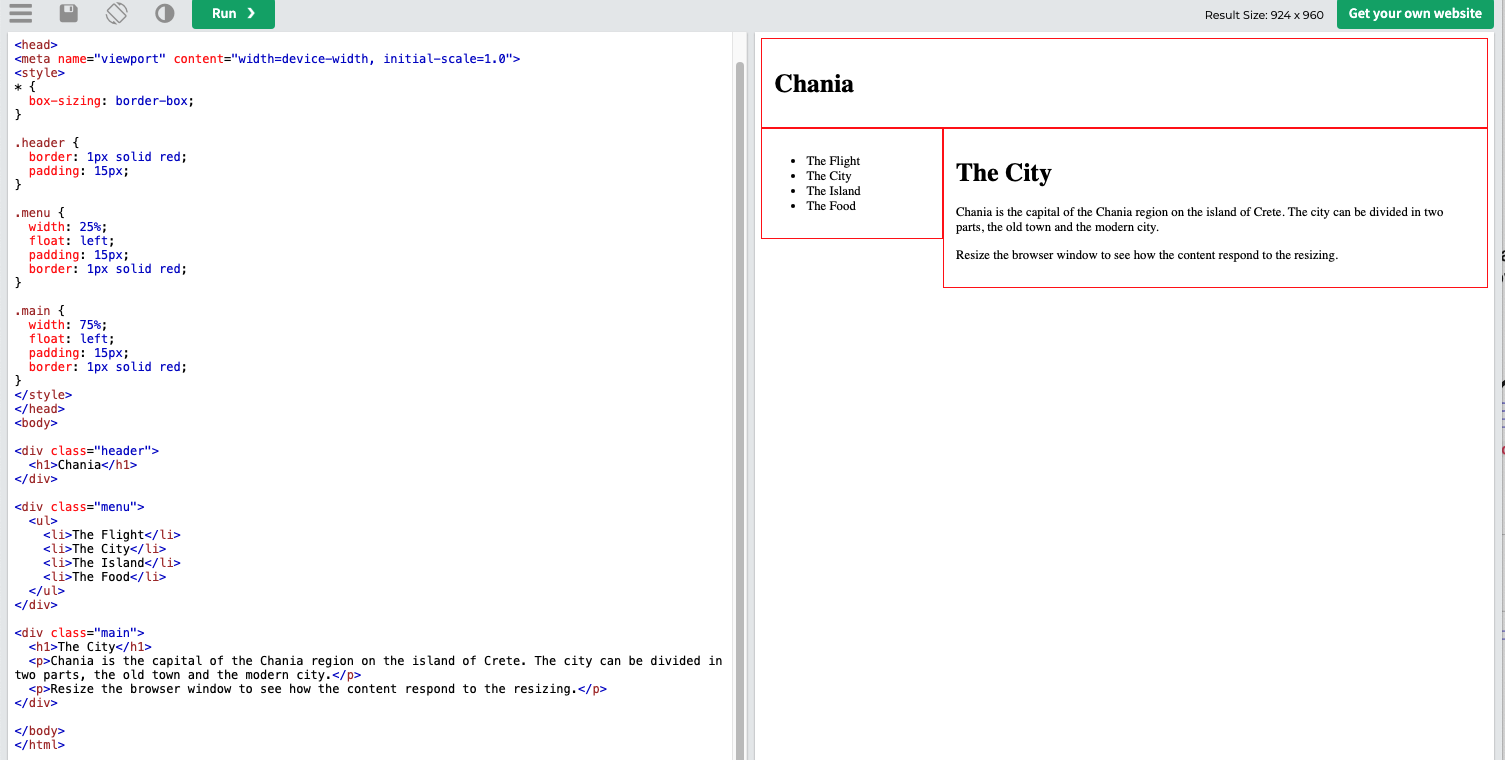 Run ❯
Result Size: 924 x 960
Get your own website
<head>
<meta name="viewport" content="width=device-width, initial-scale=1.0">
<style>
* {
  box-sizing: border-box;
}
.header {
  border: 1px solid red;
  padding: 15px;
}
.menu {
  width: 25%;
  float: left;
  padding: 15px;
  border: 1px solid red;
}
.main {
  width: 75%;
  float: left;
  padding: 15px;
  border: 1px solid red;
}
</style>
</head>
<body>
<div class="header">
  <h1>Chania</h1>
</div>
<div class="menu">
  <ul>
    <li>The Flight</li>
    <li>The City</li>
    <li>The Island</li>
    <li>The Food</li>
  </ul>
</div>
<div class="main">
  <h1>The City</h1>
  <p>Chania is the capital of the Chania region on the island of Crete. The city can be divided in
two parts, the old town and the modern city.</p>
  <p>Resize the browser window to see how the content respond to the resizing.</p>
</div>
</body>
</html>
Chania
• The Flight
• The City
• The Island
• The Food
The City
Chania is the capital of the Chania region on the island of Crete. The city can be divided in two
parts, the old town and the modern city.
Resize the browser window to see how the content respond to the resizing.